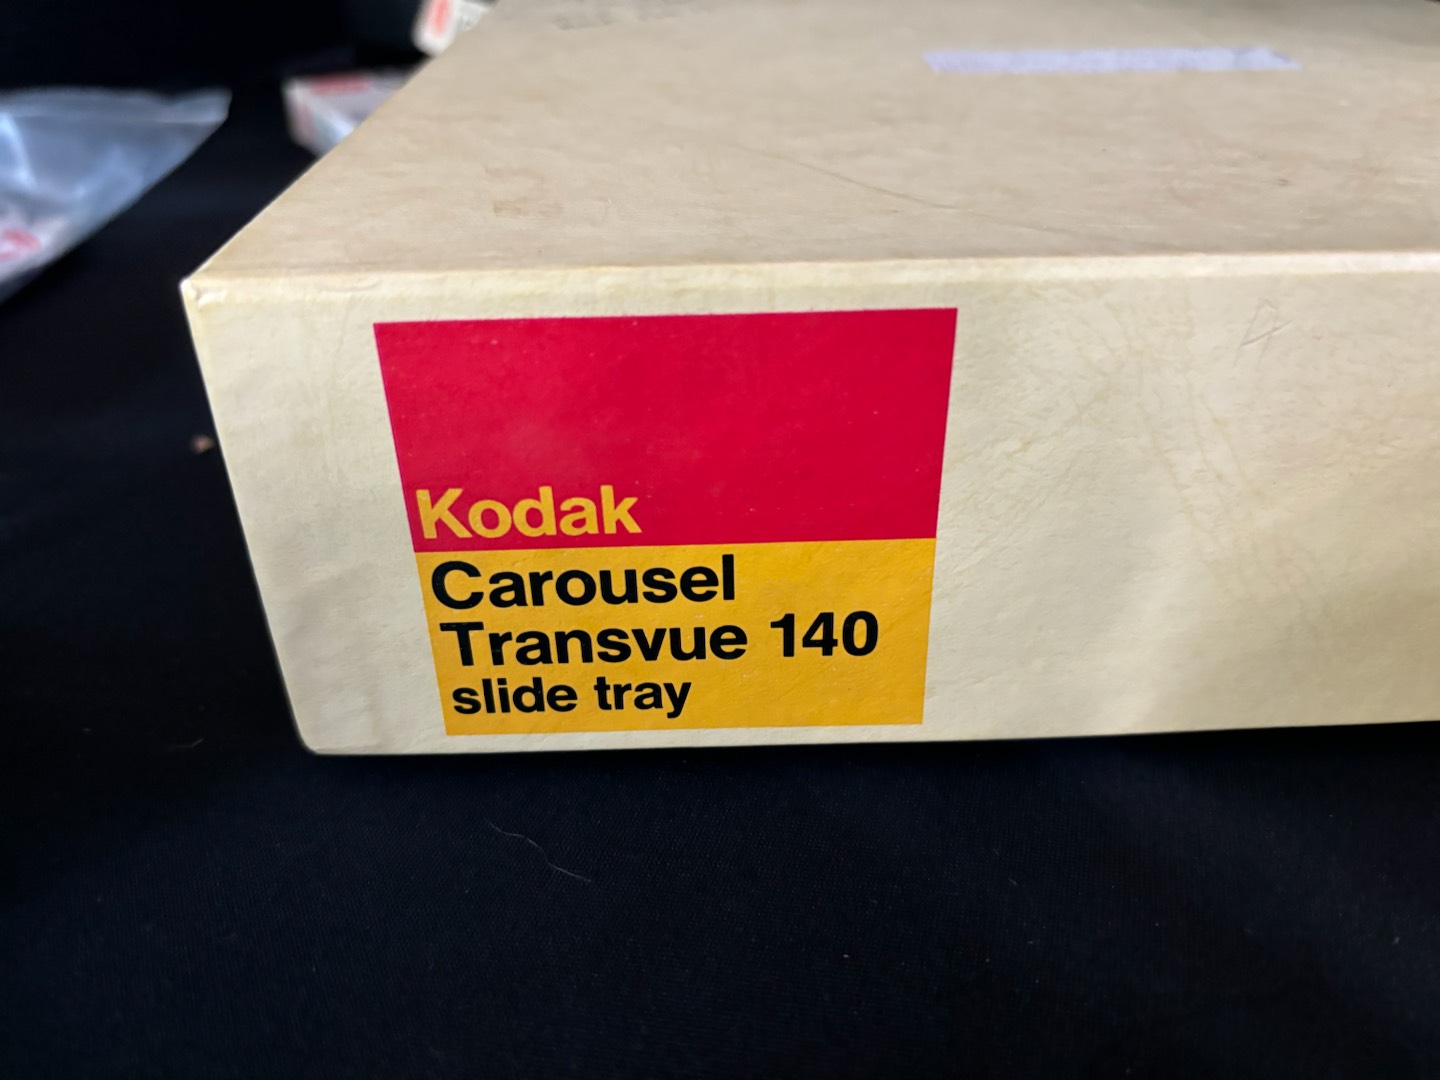 Kodak
Carousel
Transvue 140
slide tray